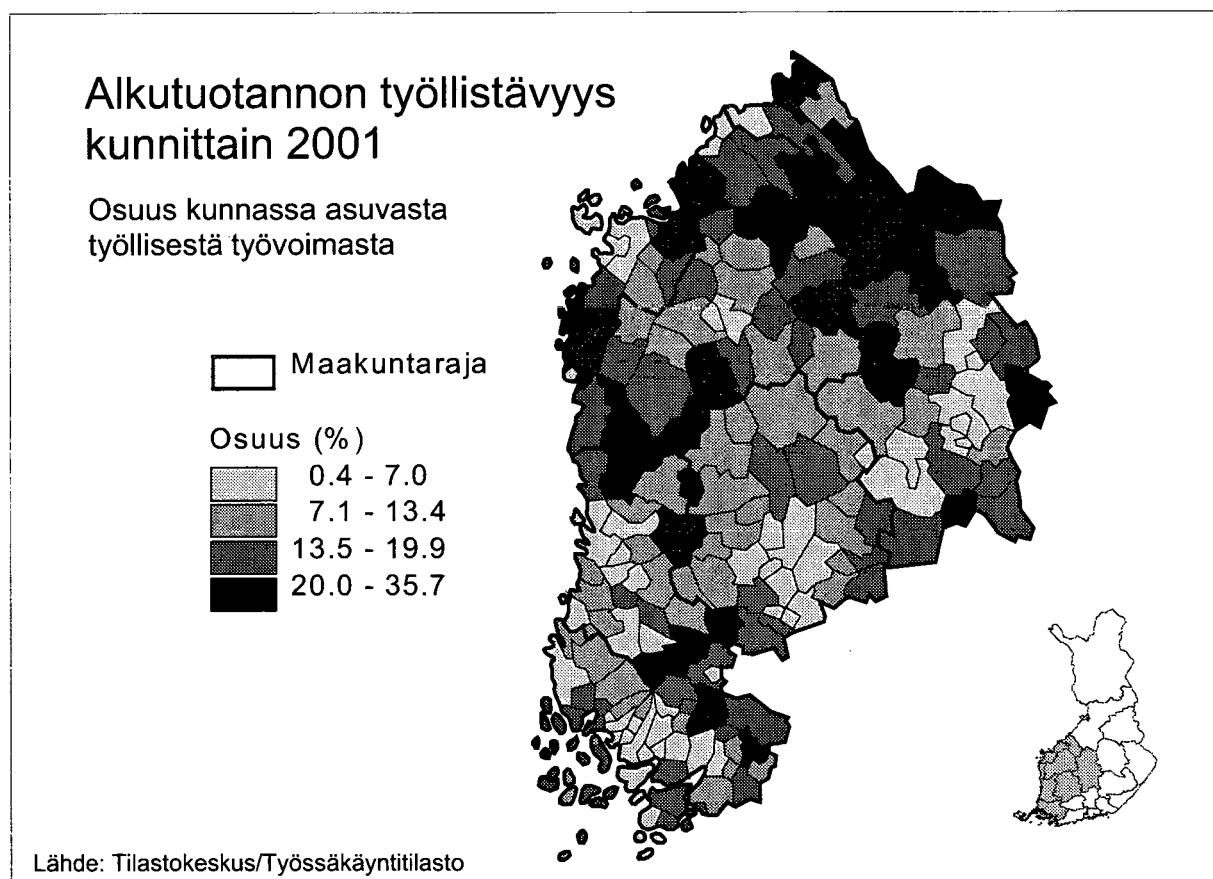 Alkutuotannon työllistävyys
kunnittain 2001
Osuus kunnassa asuvasta
työllisestä työvoimasta
Maakuntaraja
Osuus (%)
0.4 - 7.0
7.1 - 13.4
13.5 - 19.9
20.0 - 35.7
Lähde: Tilastokeskus/Työssäkäyntitilasto